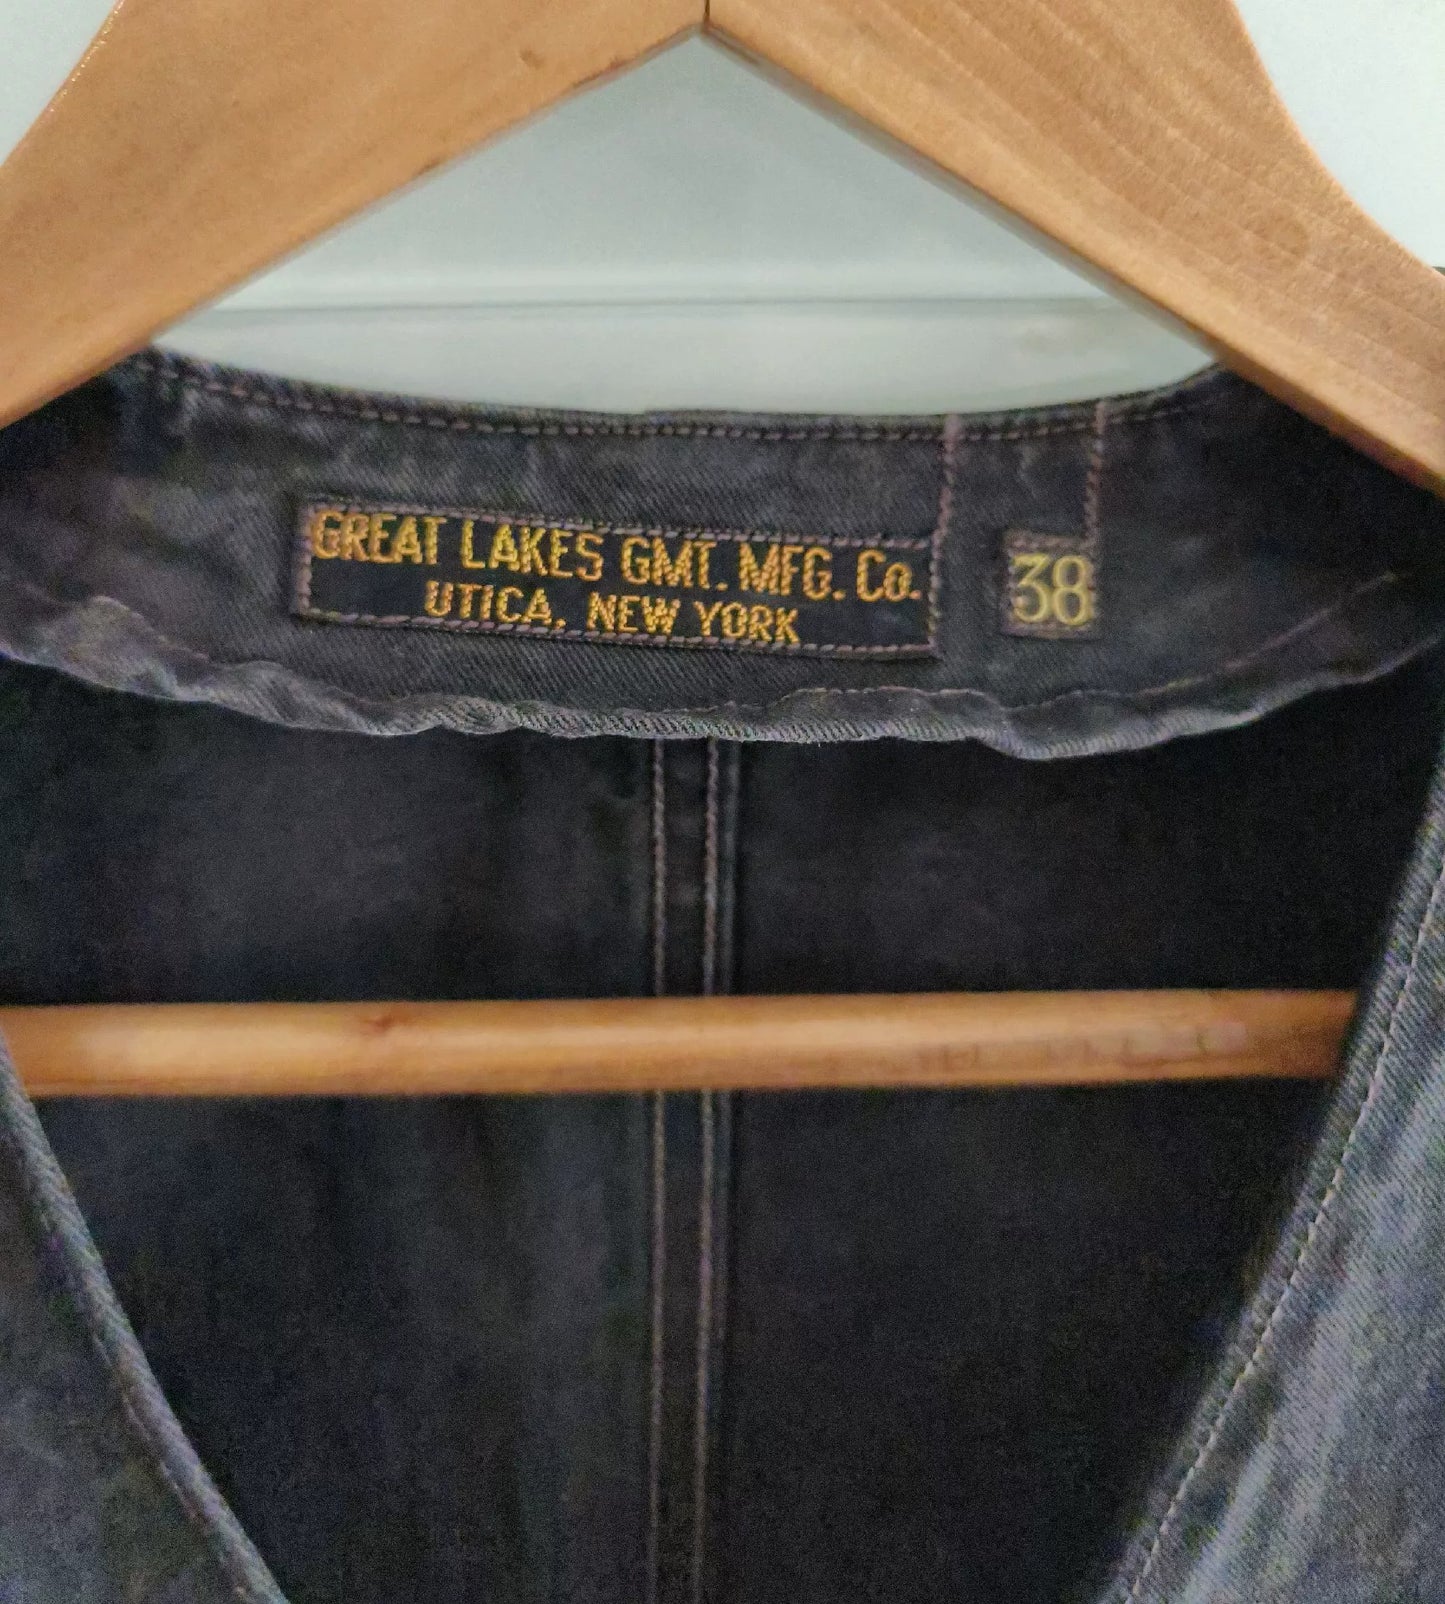 GREAT LAKES GMT. MFG. Co.
UTICA, NEW YORK
38